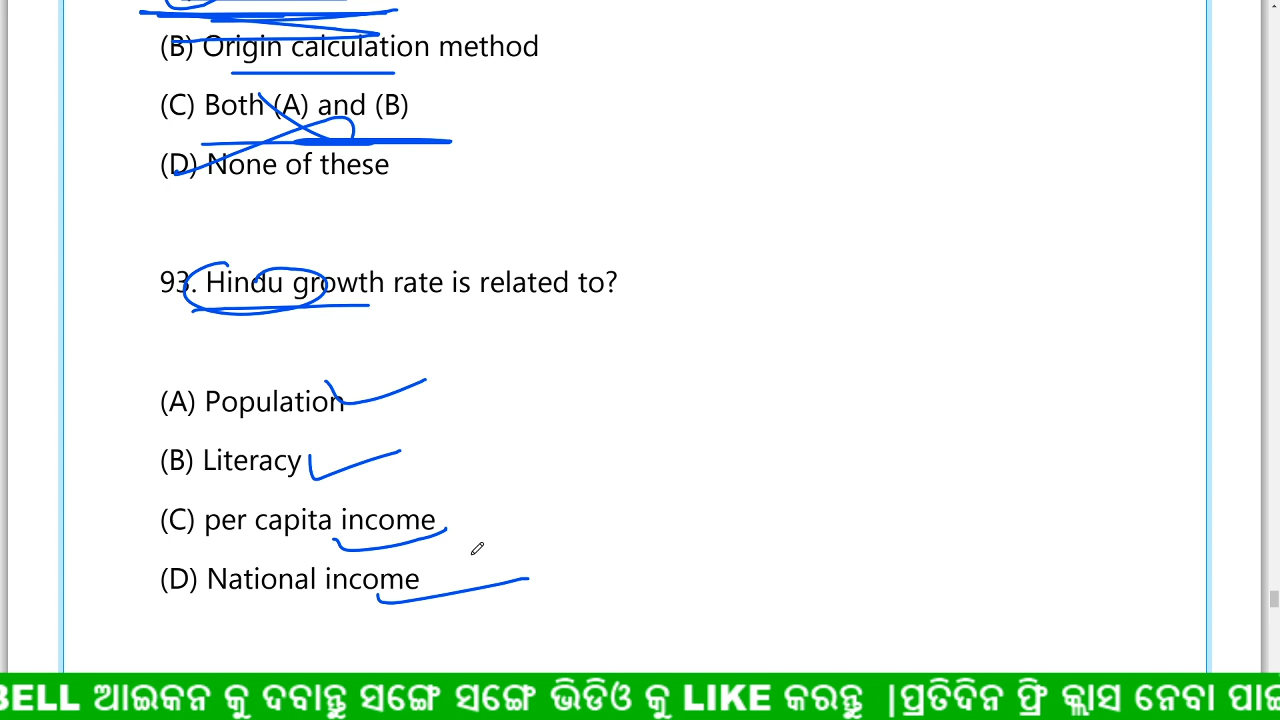 (B) Origin calculation method
(C) Both (A) and (B)
(D) None of these
93. Hindu growth rate is related to?
(A) Population
(B) Literacy
(C) per capita income
(D) National income
BELL ଆଇକନ କୁ ଦବାନ୍ତୁ ସଙ୍ଗେ ସଙ୍ଗେ ଭିଡିଓ କୁ LIKE କରନ୍ତୁ |ପ୍ରତିଦିନ ଫ୍ରି କ୍ଲାସ ନେବା ପାଇ